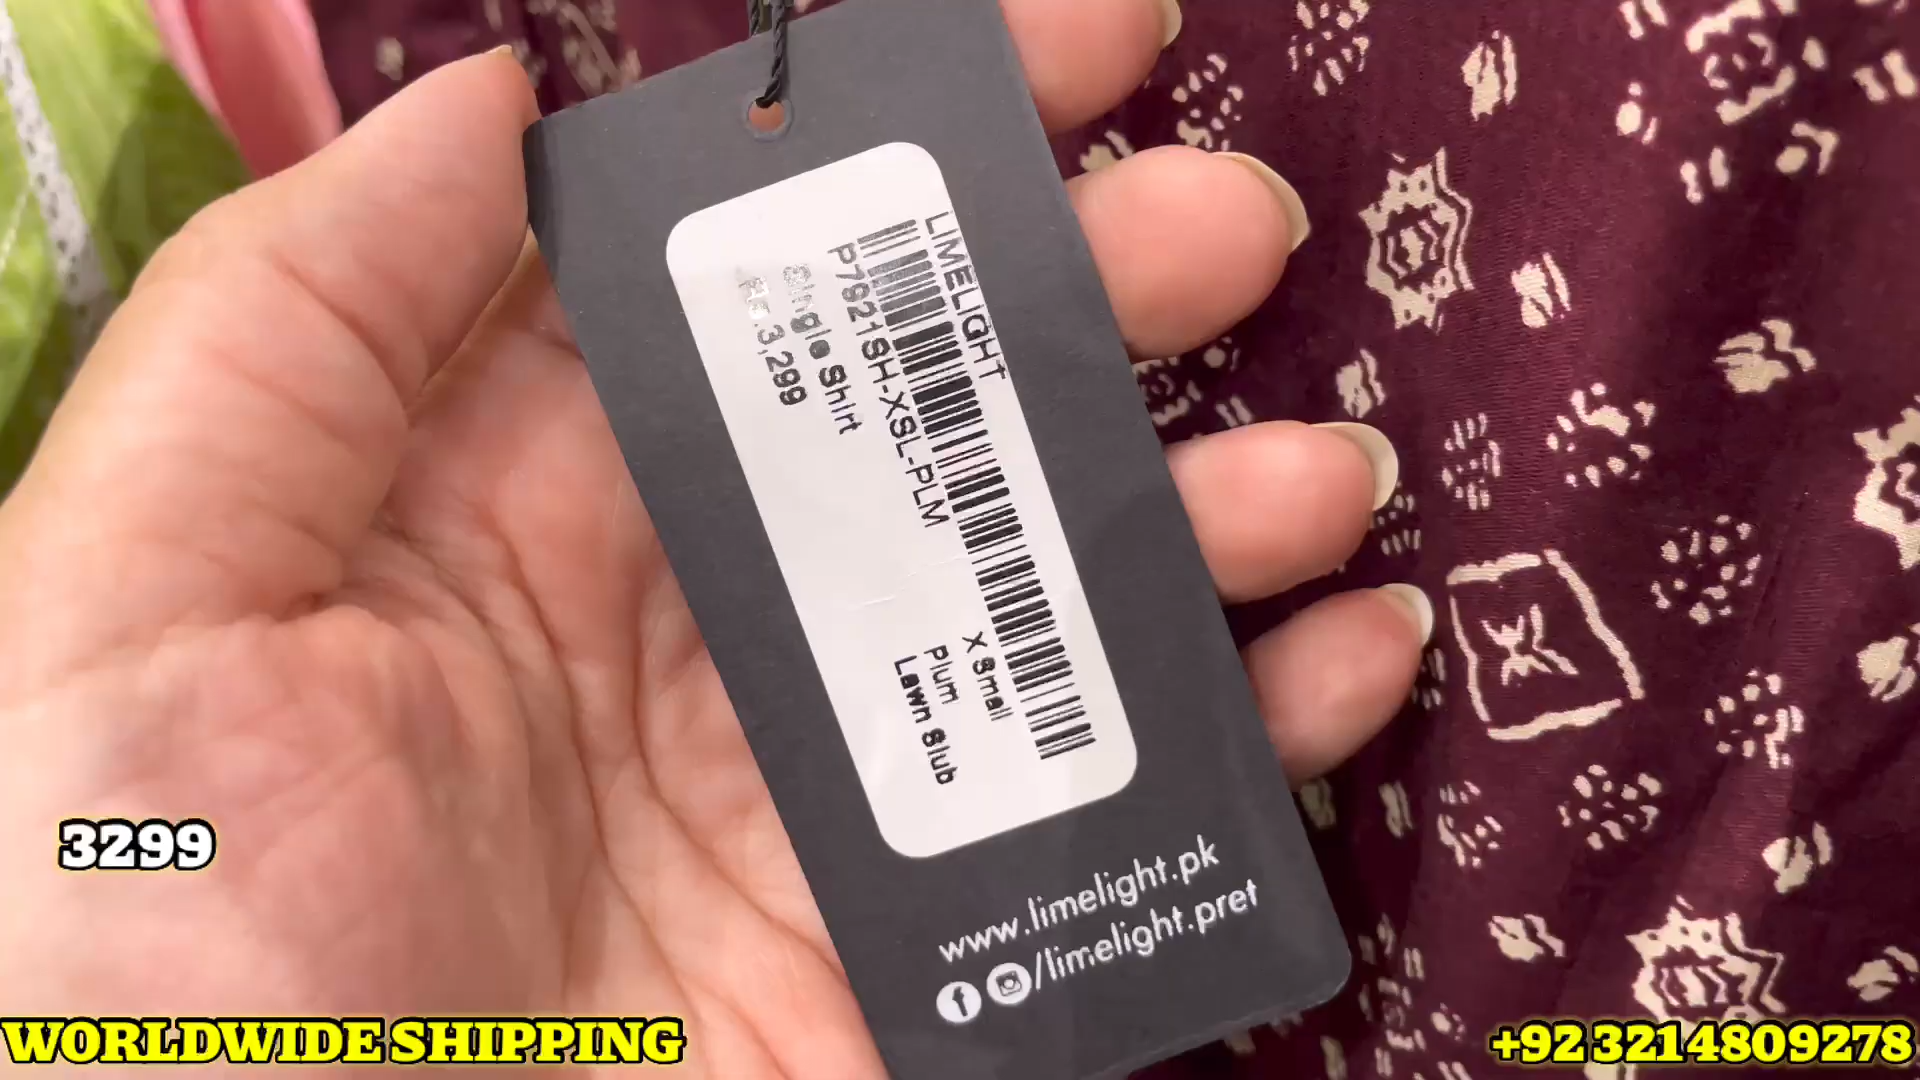 LIMELIGHT
P7921SH-XSL-PLM
Single Shirt
Rs.3,299
X Small
Plum
Lawn Slub
www.limelight.pk
/limelight.pret
3299
WORLDWIDE SHIPPING
+92 3214809278